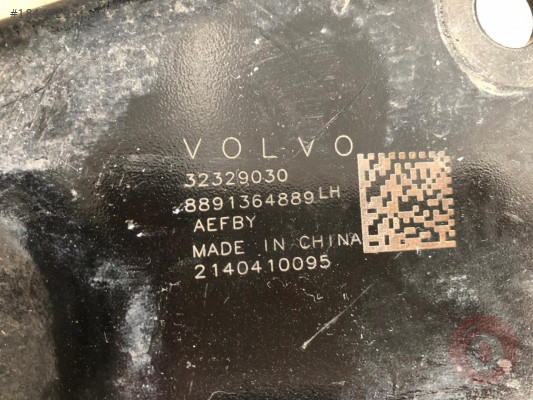 VOLVO
32329030
8891364889 LH
AEFBY
MADE IN CHINA
2140410095